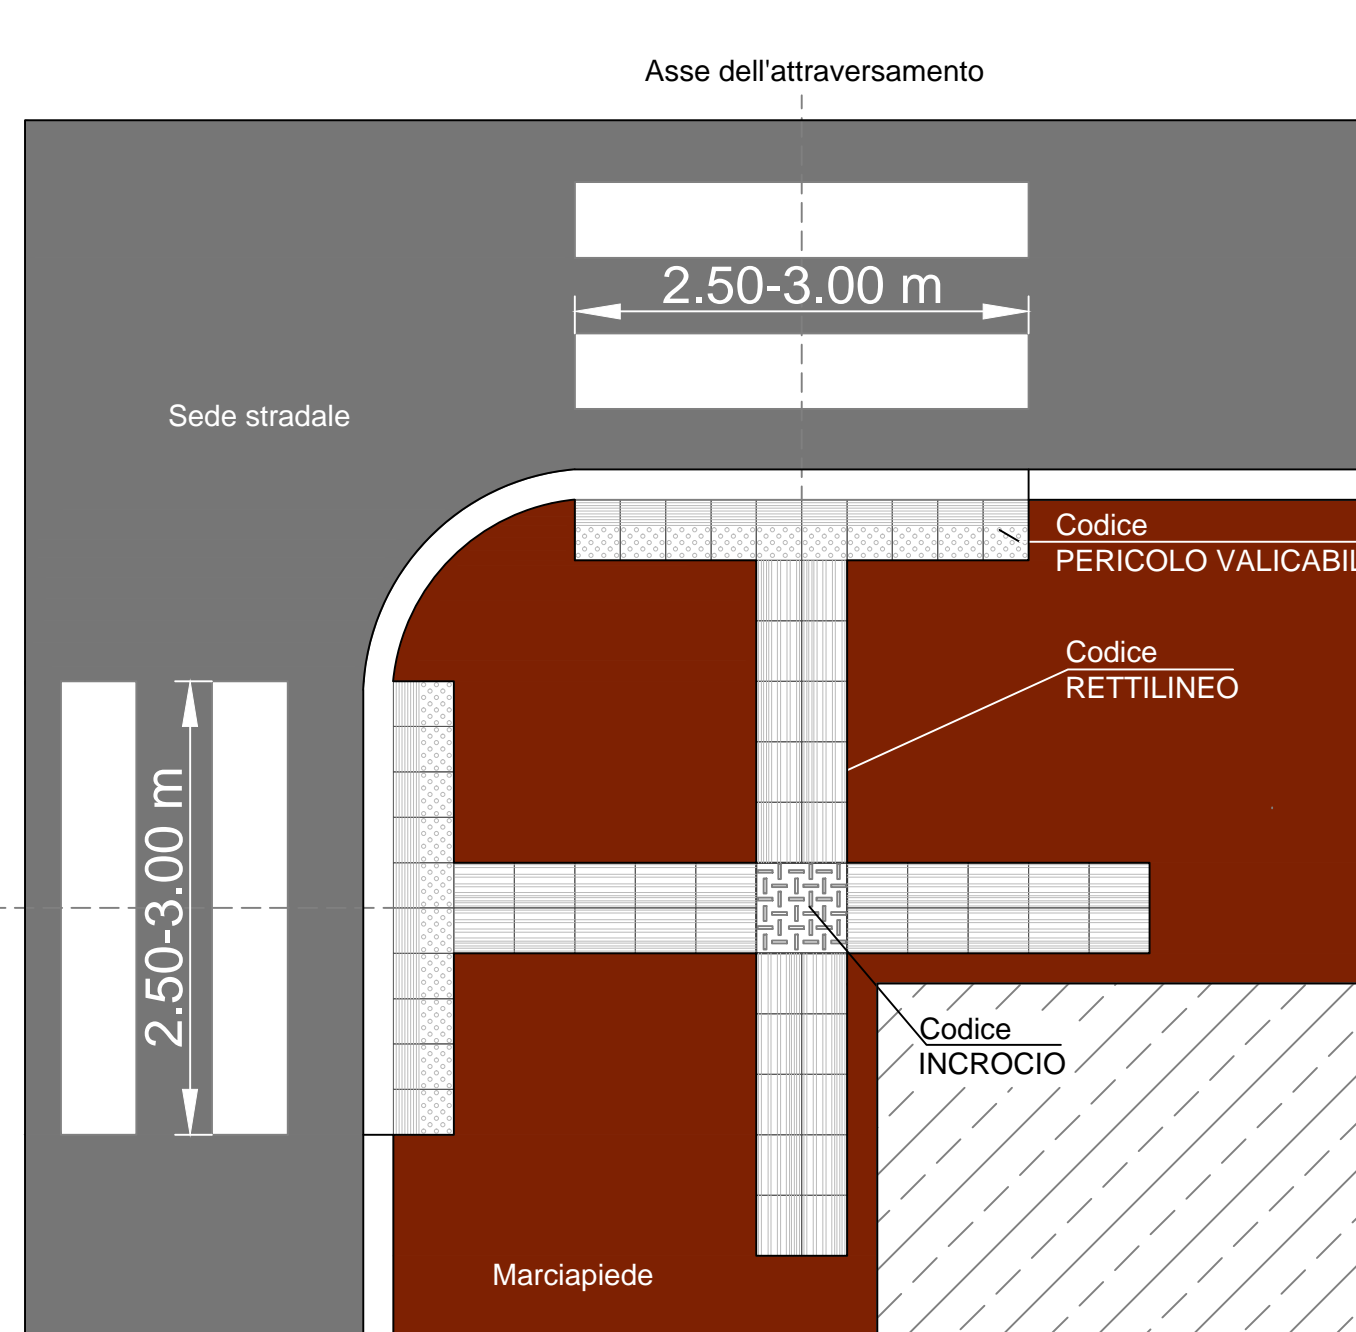 Asse dell'attraversamento
2.50-3.00 m
Sede stradale
Codice
PERICOLO VALICABIL
Codice
RETTILINEO
2.50-3.00 m
Codice
INCROCIO
Marciapiede